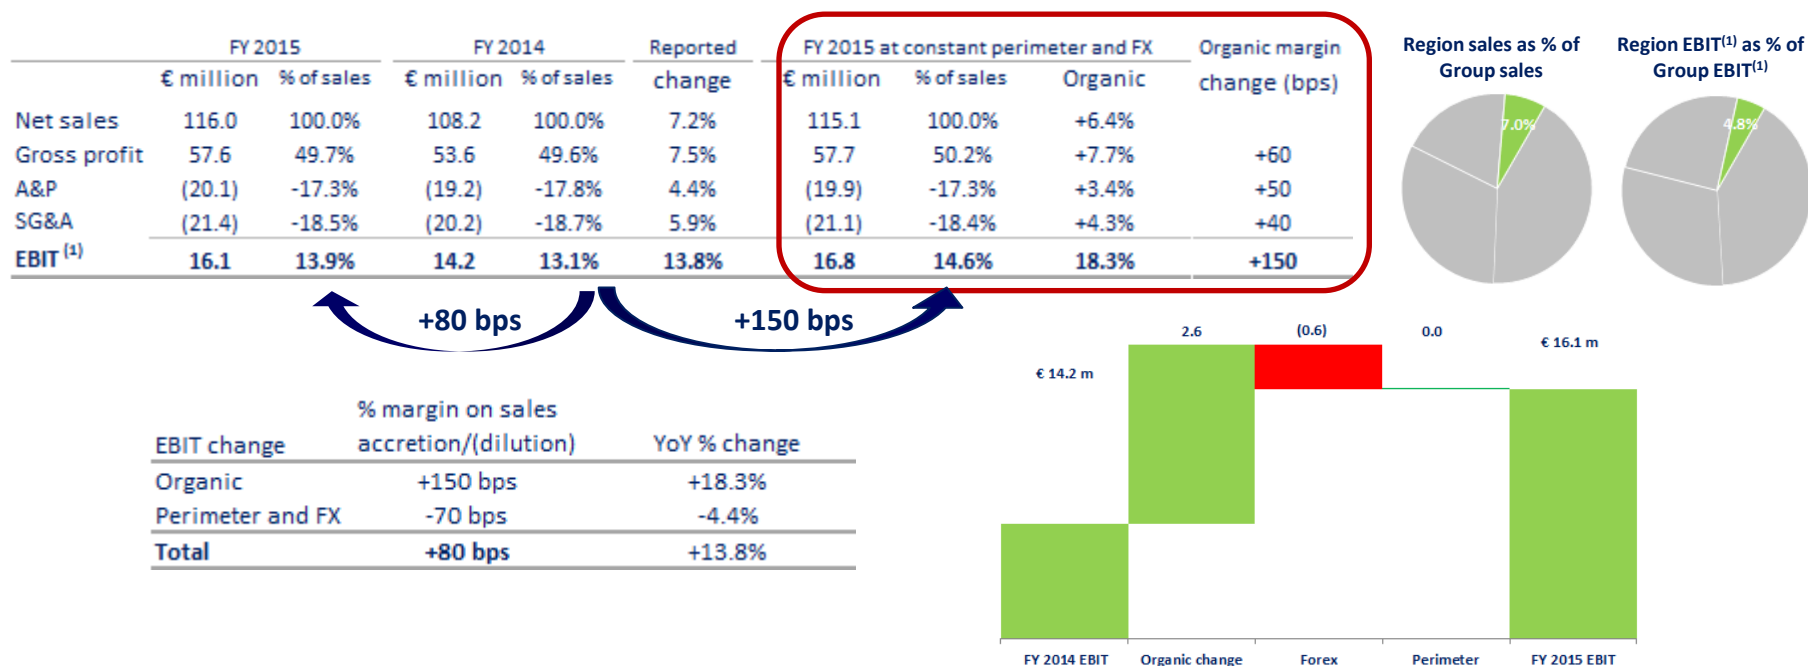 FY 2015 FY 2014 Reported FY 2015 at constant perimeter and FX Organic margin
€ million % of sales € million % of sales change € million % of sales Organic change (bps)
Net sales 116.0 100.0% 108.2 100.0% 7.2% 115.1 100.0% +6.4%
Gross profit 57.6 49.7% 53.6 49.6% 7.5% 57.7 50.2% +7.7% +60
A&P (20.1) -17.3% (19.2) -17.8% 4.4% (19.9) -17.3% +3.4% +50
SG&A (21.4) -18.5% (20.2) -18.7% 5.9% (21.1) -18.4% +4.3% +40
EBIT (1) 16.1 13.9% 14.2 13.1% 13.8% 16.8 14.6% 18.3% +150
+80 bps +150 bps
Region sales as % of
Group sales
7.0%
Region EBIT(1) as % of
Group EBIT(1)
4.8%
% margin on sales
EBIT change accretion/(dilution) YoY % change
Organic +150 bps +18.3%
Perimeter and FX -70 bps -4.4%
Total +80 bps +13.8%
€ 14.2 m 2.6 (0.6) 0.0 € 16.1 m
FY 2014 EBIT Organic change Forex Perimeter FY 2015 EBIT